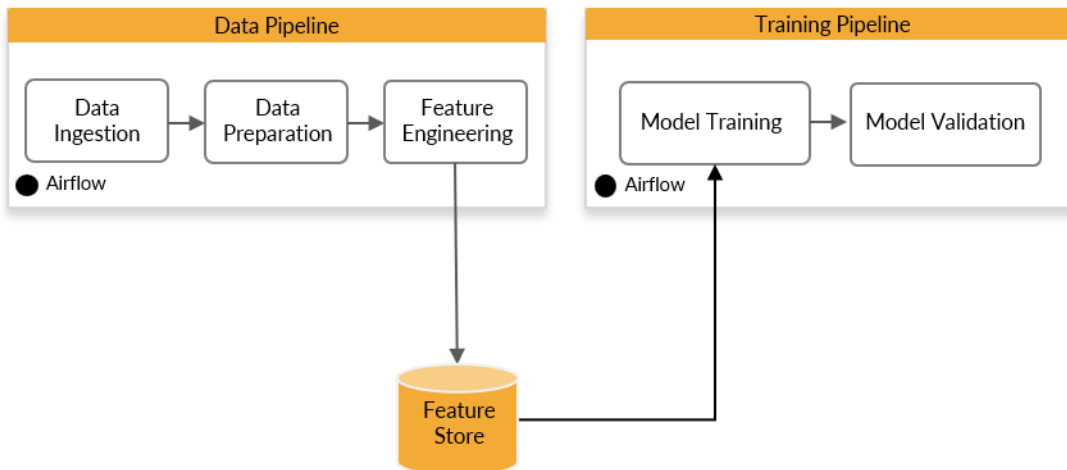 Data Pipeline
Data
Ingestion
Data
Preparation
Feature
Engineering
Airflow
Training Pipeline
Model Training
Model Validation
Airflow
Feature
Store